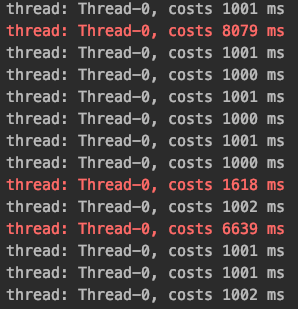 thread: Thread-0, costs 1001 ms
thread: Thread-0, costs 8079 ms
thread: Thread-0, costs 1001 ms
thread: Thread-0, costs 1000 ms
thread: Thread-0, costs 1001 ms
thread: Thread-0, costs 1000 ms
thread: Thread-0, costs 1001 ms
thread: Thread-0, costs 1000 ms
thread: Thread-0, costs 1618 ms
thread: Thread-0, costs 1002 ms
thread: Thread-0, costs 6639 ms
thread: Thread-0, costs 1001 ms
thread: Thread-0, costs 1001 ms
thread: Thread-0, costs 1002 ms